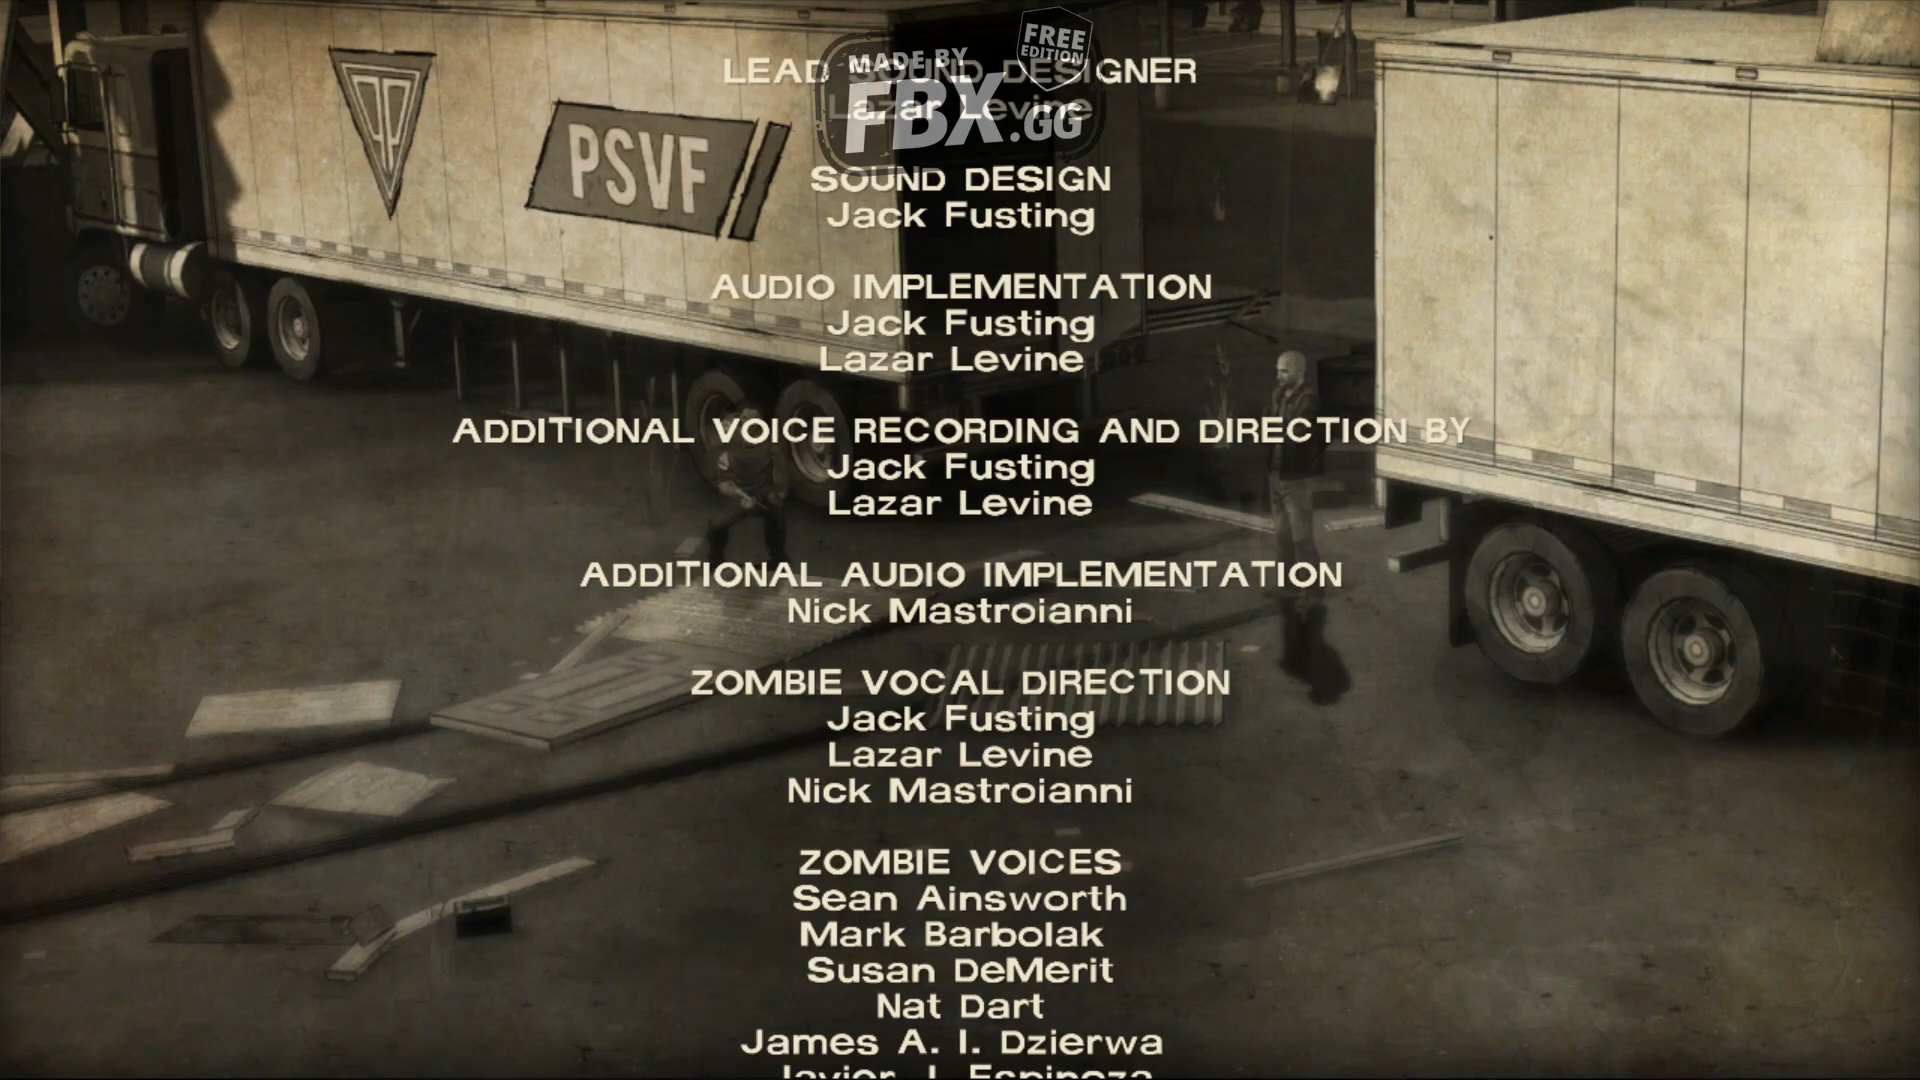 MADE BY
FREE
EDITION
FBX.GG
LEAD SOUND DESIGNER
Lazar Levine
PSVF
SOUND DESIGN
Jack Fusting
AUDIO IMPLEMENTATION
Jack Fusting
Lazar Levine
ADDITIONAL VOICE RECORDING AND DIRECTION BY
Jack Fusting
Lazar Levine
ADDITIONAL AUDIO IMPLEMENTATION
Nick Mastroianni
ZOMBIE VOCAL DIRECTION
Jack Fusting
Lazar Levine
Nick Mastroianni
ZOMBIE VOICES
Sean Ainsworth
Mark Barbolak
Susan DeMerit
Nat Dart
James A. I. Dzierwa
Javier J. Espinoza